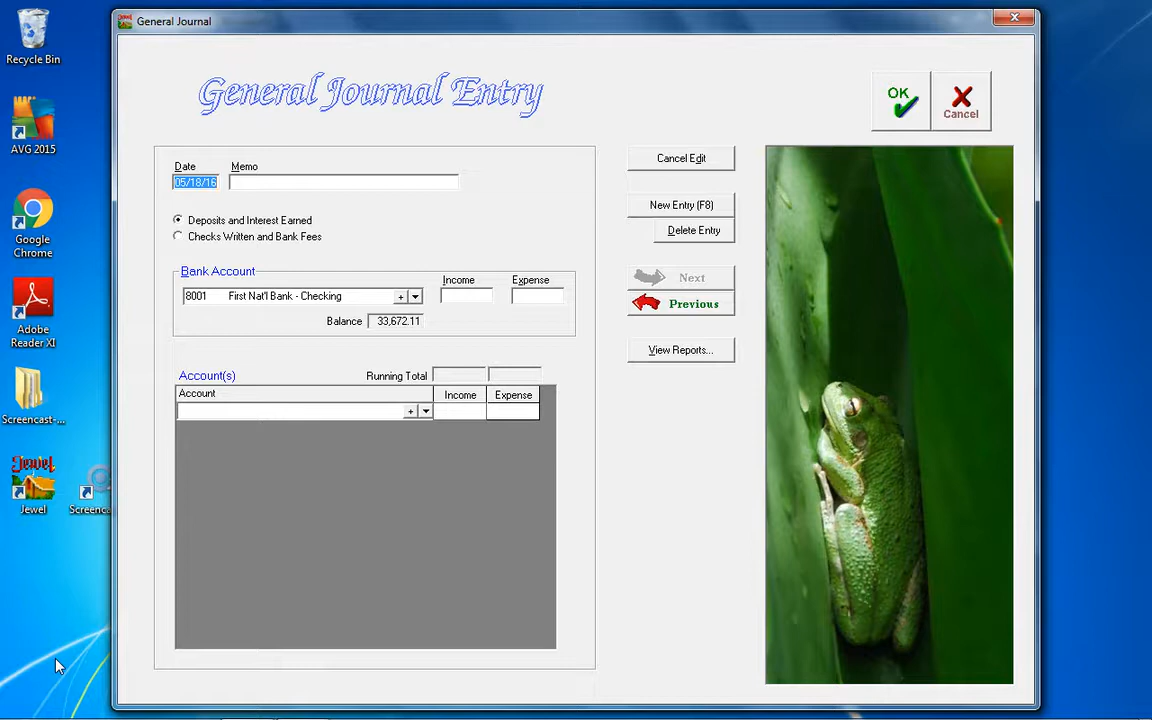 General Journal
Recycle Bin
AVG 2015
Google
Chrome
Adobe
Reader XI
Screencast-...
Jewel
Jewel
Screenca
General Journal Entry
OK
Cancel
Date Memo
05/18/16
Deposits and Interest Earned
Checks Written and Bank Fees
Bank Account
Income Expense
8001 First Nat'l Bank - Checking +
Balance 33,672.11
Account(s) Running Total
Account Income Expense
+
Cancel Edit
New Entry (F8)
Delete Entry
Next
Previous
View Reports...